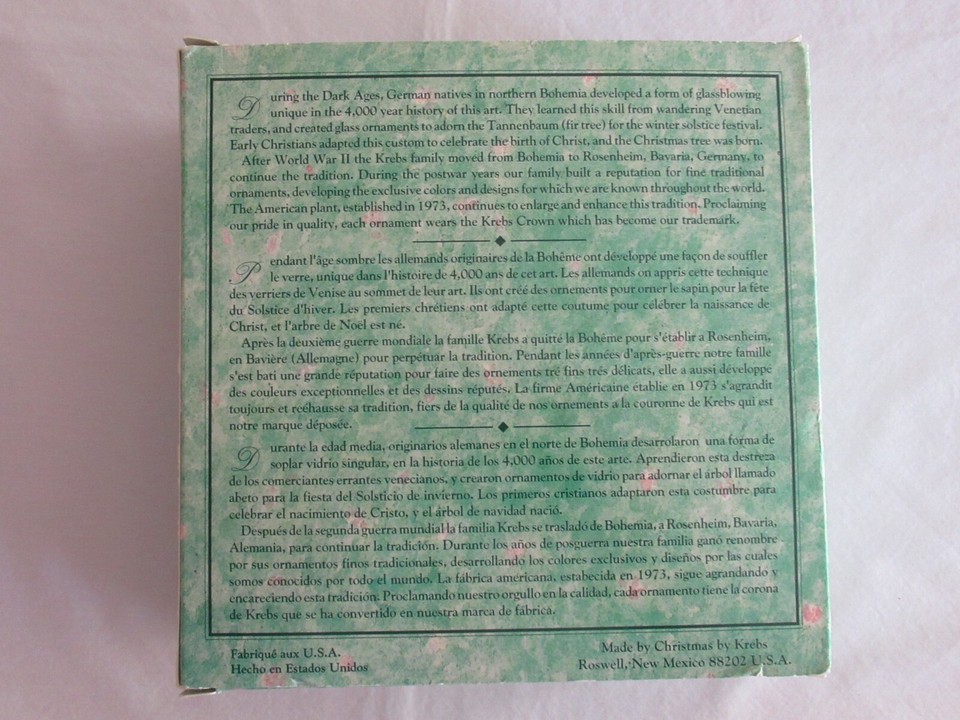 During the Dark Ages, German natives in northern Bohemia developed a form of glassblowing
unique in the 4,000 year history of this art. They learned this skill from wandering Venetian
traders, and created glass ornaments to adorn the Tannenbaum (fir tree) for the winter solstice festival.
Early Christians adapted this custom to celebrate the birth of Christ, and the Christmas tree was born.
After World War II the Krebs family moved from Bohemia to Rosenheim, Bavaria, Germany, to
continue the tradition. During the postwar years our family built a reputation for fine traditional
ornaments, developing the exclusive colors and designs for which we are known throughout the world.
The American plant, established in 1973, continues to enlarge and enhance this tradition. Proclaiming
our pride in quality, each ornament wears the Krebs Crown which has become our trademark.
Pendant l'âge sombre les allemands originaires de la Bohême ont développé une façon de souffler
le verre, unique dans l'histoire de 4,000 ans de cet art. Les allemands on appris cette technique
des verriers de Venise au sommet de leur art. Ils ont créé des ornements pour orner le sapin pour la fête
du Solstice d'hiver. Les premiers chrétiens ont adapté cette coutume pour célébrer la naissance de
Christ, et l'arbre de Noel est né.
Après la deuxième guerre mondiale la famille Krebs a quitté la Bohême pour s'établir a Rosenheim,
en Bavière (Allemagne) pour perpétuar la tradition. Pendant les années d'après-guerre notre famille
s'est bati une grande réputation pour faire des ornements tré fins trés délicats, elle a aussi développe
des couleurs exceptionnelles et des dessins réputés. La firme Américaine etablie en 1973 s'agrandit
toujours et reéhausse sa tradition, fiers de la qualité de nos ornements a la couronne de Krebs qui est
notre marque déposée.
Durante la edad media, originarios alemanes en el norte de Bohemia desarrolaron una forma de
soplar vidrio singular, en la historia de los 4,000 años de este arte. Aprendieron esta destreza
de los comerciantes errantes venecianos, y crearon ornamentos de vidrio para adornar el árbol llamado
abeto para la fiesta del Solsticio de invierno. Los primeros cristianos adaptaron esta costumbre para
celebrar el nacimiento de Cristo, y el árbol de navidad nació.
Después de la segunda guerra mundial la familia Krebs se trasladó de Bohemia, a Rosenheim, Bavaria,
Alemania, para continuar la tradición. Durante los años de posguerra nuestra familia ganó renombre
por sus ornamentos finos tradicionales, desarrollando los colores exclusivos y diseños por las cuales
somos conocidos por todo el mundo. La fábrica americana, estabecida en 1973, sigue agrandando y
encareciendo esta tradición. Proclamando nuestro orgullo en la calidad, cada ornamento tiene la corona
de Krebs que se ha convertido en nuestra marca de fábrica.
Fabriqué aux U.S.A.
Hecho en Estados Unidos
Made by Christmas by Krebs
Roswell, New Mexico 88202 U.S.A.